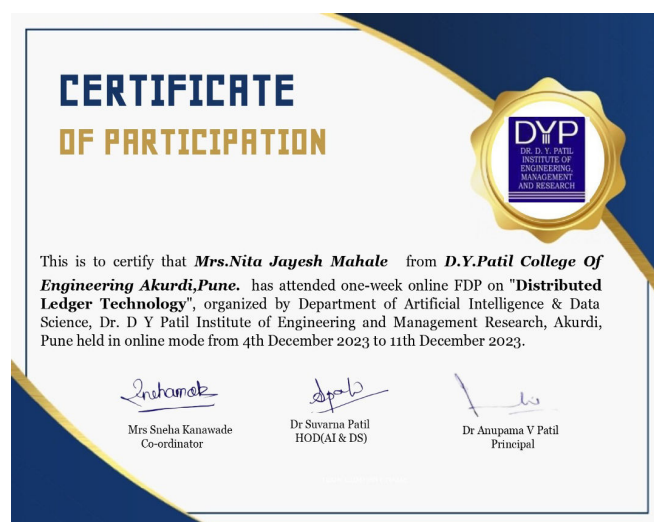 CERTIFICATE
OF PARTICIPATION
DYP
DR. D. Y. PATIL
INSTITUTE OF
ENGINEERING,
MANAGEMENT
AND RESEARCH
This is to certify that Mrs.Nita Jayesh Mahale from D.Y.Patil College Of
Engineering Akurdi,Pune. has attended one-week online FDP on "Distributed
Ledger Technology", organized by Department of Artificial Intelligence & Data
Science, Dr. D Y Patil Institute of Engineering and Management Research, Akurdi,
Pune held in online mode from 4th December 2023 to 11th December 2023.
Mrs Sneha Kanawade
Co-ordinator
Dr Suvarna Patil
HOD(AI & DS)
Dr Anupama V Patil
Principal